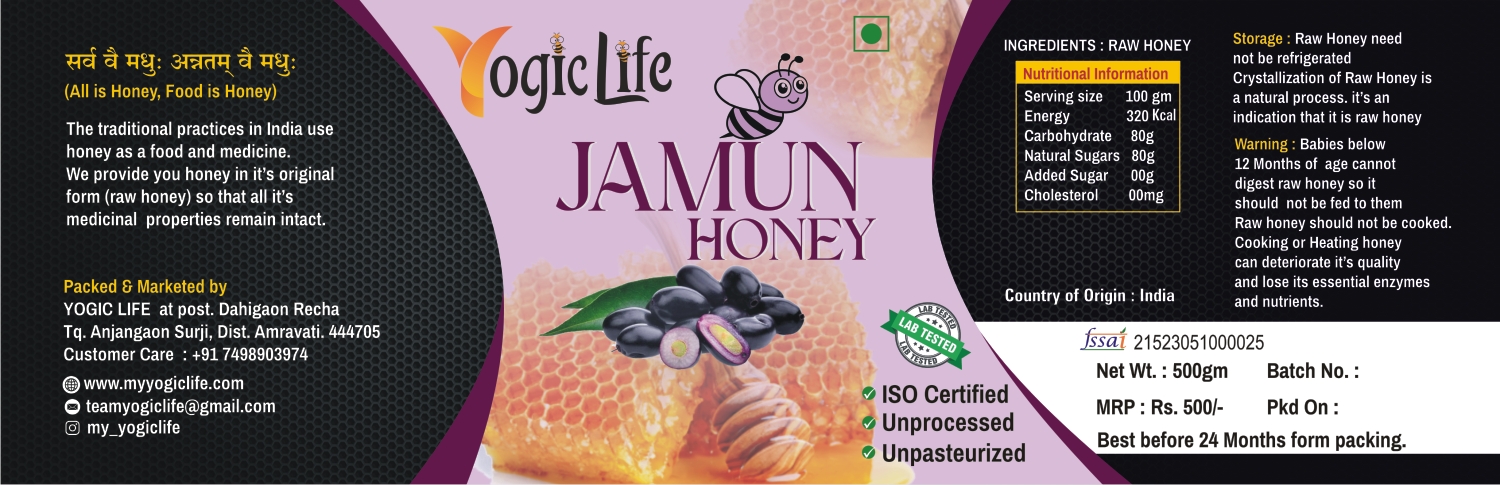 सर्व वै मधुः अन्नतम् वै मधुः
(All is Honey, Food is Honey)
The traditional practices in India use
honey as a food and medicine.
We provide you honey in it's original
form (raw honey) so that all it's
medicinal properties remain intact.
Packed & Marketed by
YOGIC LIFE at post. Dahigaon Recha
Tq. Anjangaon Surji, Dist. Amravati. 444705
Customer Care : +91 7498903974
www.myyogiclife.com
teamyogiclife@gmail.com
my_yogiclife
Yogic Life
JAMUN
HONEY
LAB TESTED
LAB TESTED
LAB TESTED
ISO Certified
Unprocessed
Unpasteurized
INGREDIENTS : RAW HONEY
Nutritional Information
Serving size 100 gm
Energy 320 Kcal
Carbohydrate 80g
Natural Sugars 80g
Added Sugar 00g
Cholesterol 00mg
Country of Origin : India
Storage : Raw Honey need
not be refrigerated
Crystallization of Raw Honey is
a natural process. it's an
indication that it is raw honey
Warning : Babies below
12 Months of age cannot
digest raw honey so it
should not be fed to them
Raw honey should not be cooked.
Cooking or Heating honey
can deteriorate it's quality
and lose its essential enzymes
and nutrients.
fssai 21523051000025
Net Wt. : 500gm Batch No. :
MRP : Rs. 500/- Pkd On :
Best before 24 Months form packing.